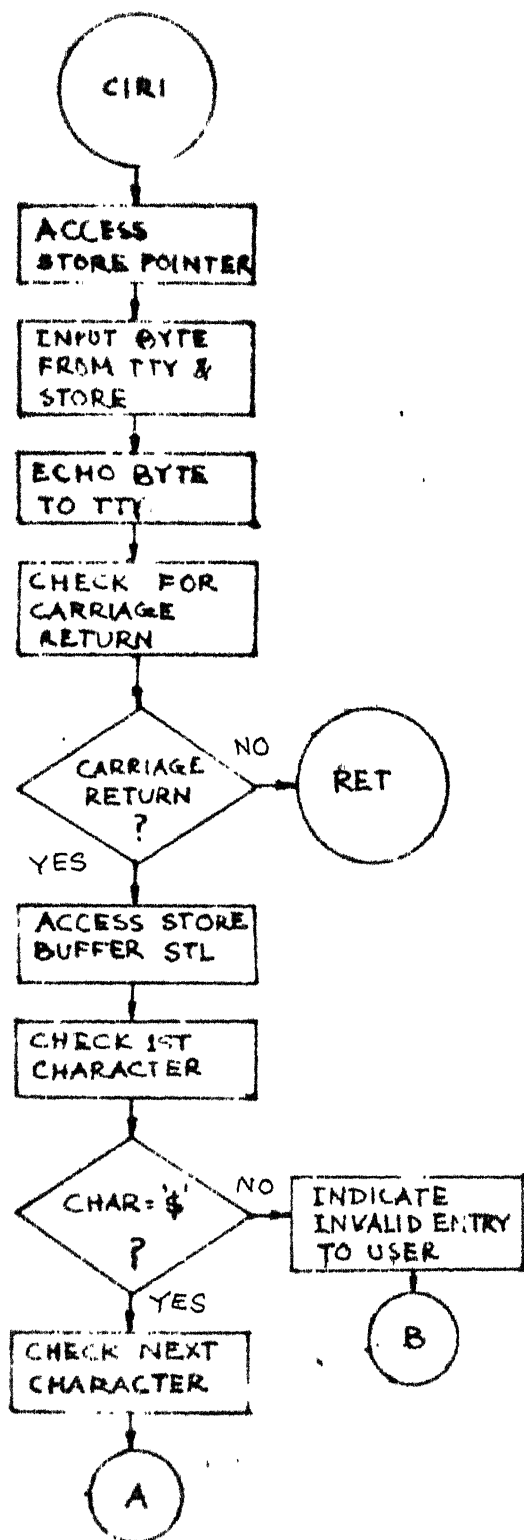 CIRI
ACCESS
STORE POINTER
INPUT BYTE
FROM TTY &
STORE
ECHO BYTE
TO TTY
CHECK FOR
CARRIAGE
RETURN
CARRIAGE
RETURN
?
NO
RET
YES
ACCESS STORE
BUFFER STL
CHECK 1ST
CHARACTER
CHAR = '$'
?
NO
INDICATE
INVALID ENTRY
TO USER
B
YES
CHECK NEXT
CHARACTER
A